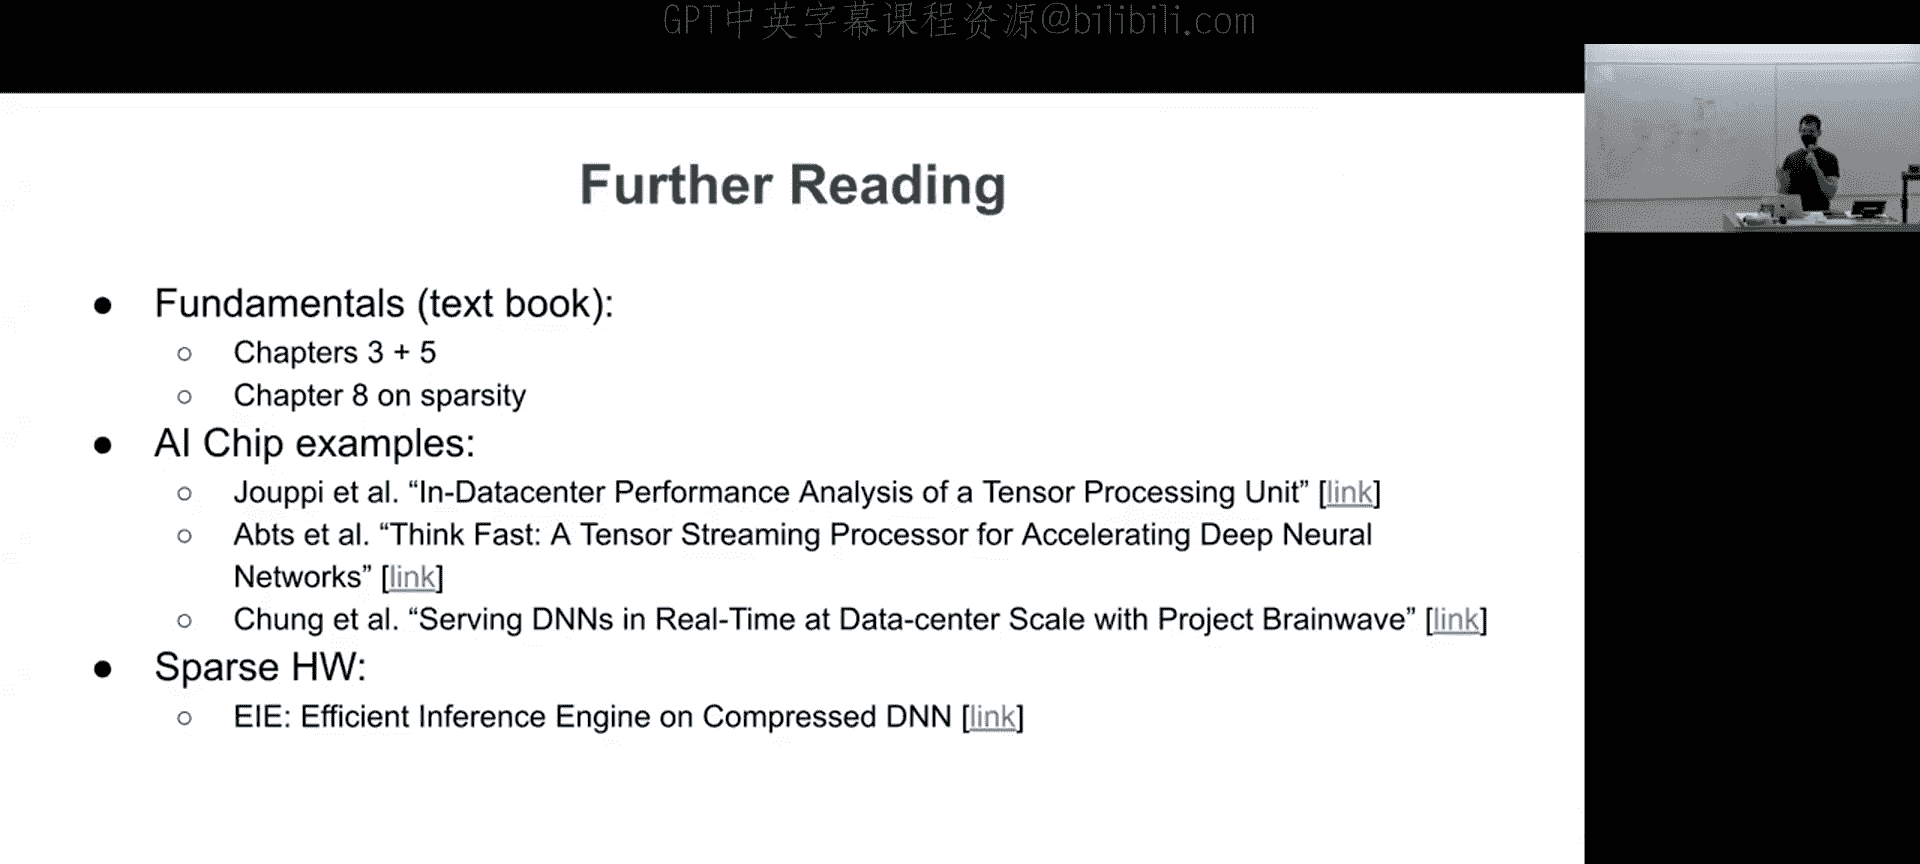 GPT中英字幕课程资源@bilibili.com
Further Reading
● Fundamentals (text book):
○ Chapters 3 + 5
○ Chapter 8 on sparsity
● AI Chip examples:
○ Jouppi et al. “In-Datacenter Performance Analysis of a Tensor Processing Unit” [link]
○ Abts et al. “Think Fast: A Tensor Streaming Processor for Accelerating Deep Neural
Networks” [link]
○ Chung et al. “Serving DNNs in Real-Time at Data-center Scale with Project Brainwave” [link]
● Sparse HW:
○ EIE: Efficient Inference Engine on Compressed DNN [link]